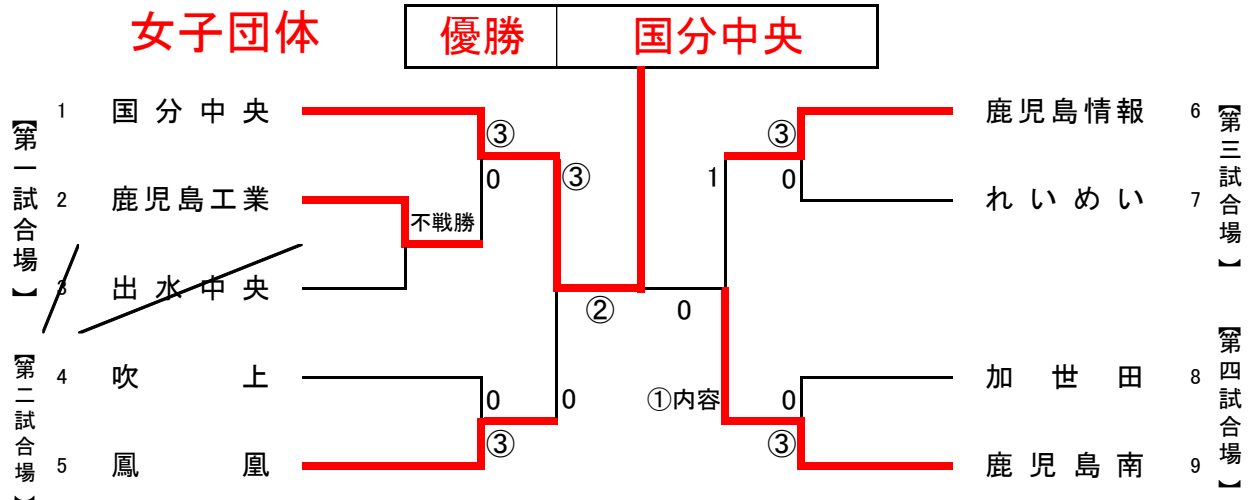 女子団体
優勝 国分中央
【第一試合場】
1 国分中央
2 鹿児島工業
3 出水中央
【第二試合場】
4 吹上
5 鳳凰
③
0
不戦勝
③
0
③
0
②
0
1
①内容
③
0
0
③
鹿児島情報 6
れいめい 7
【第三試合場】
加世田 8
鹿児島南 9
【第四試合場】